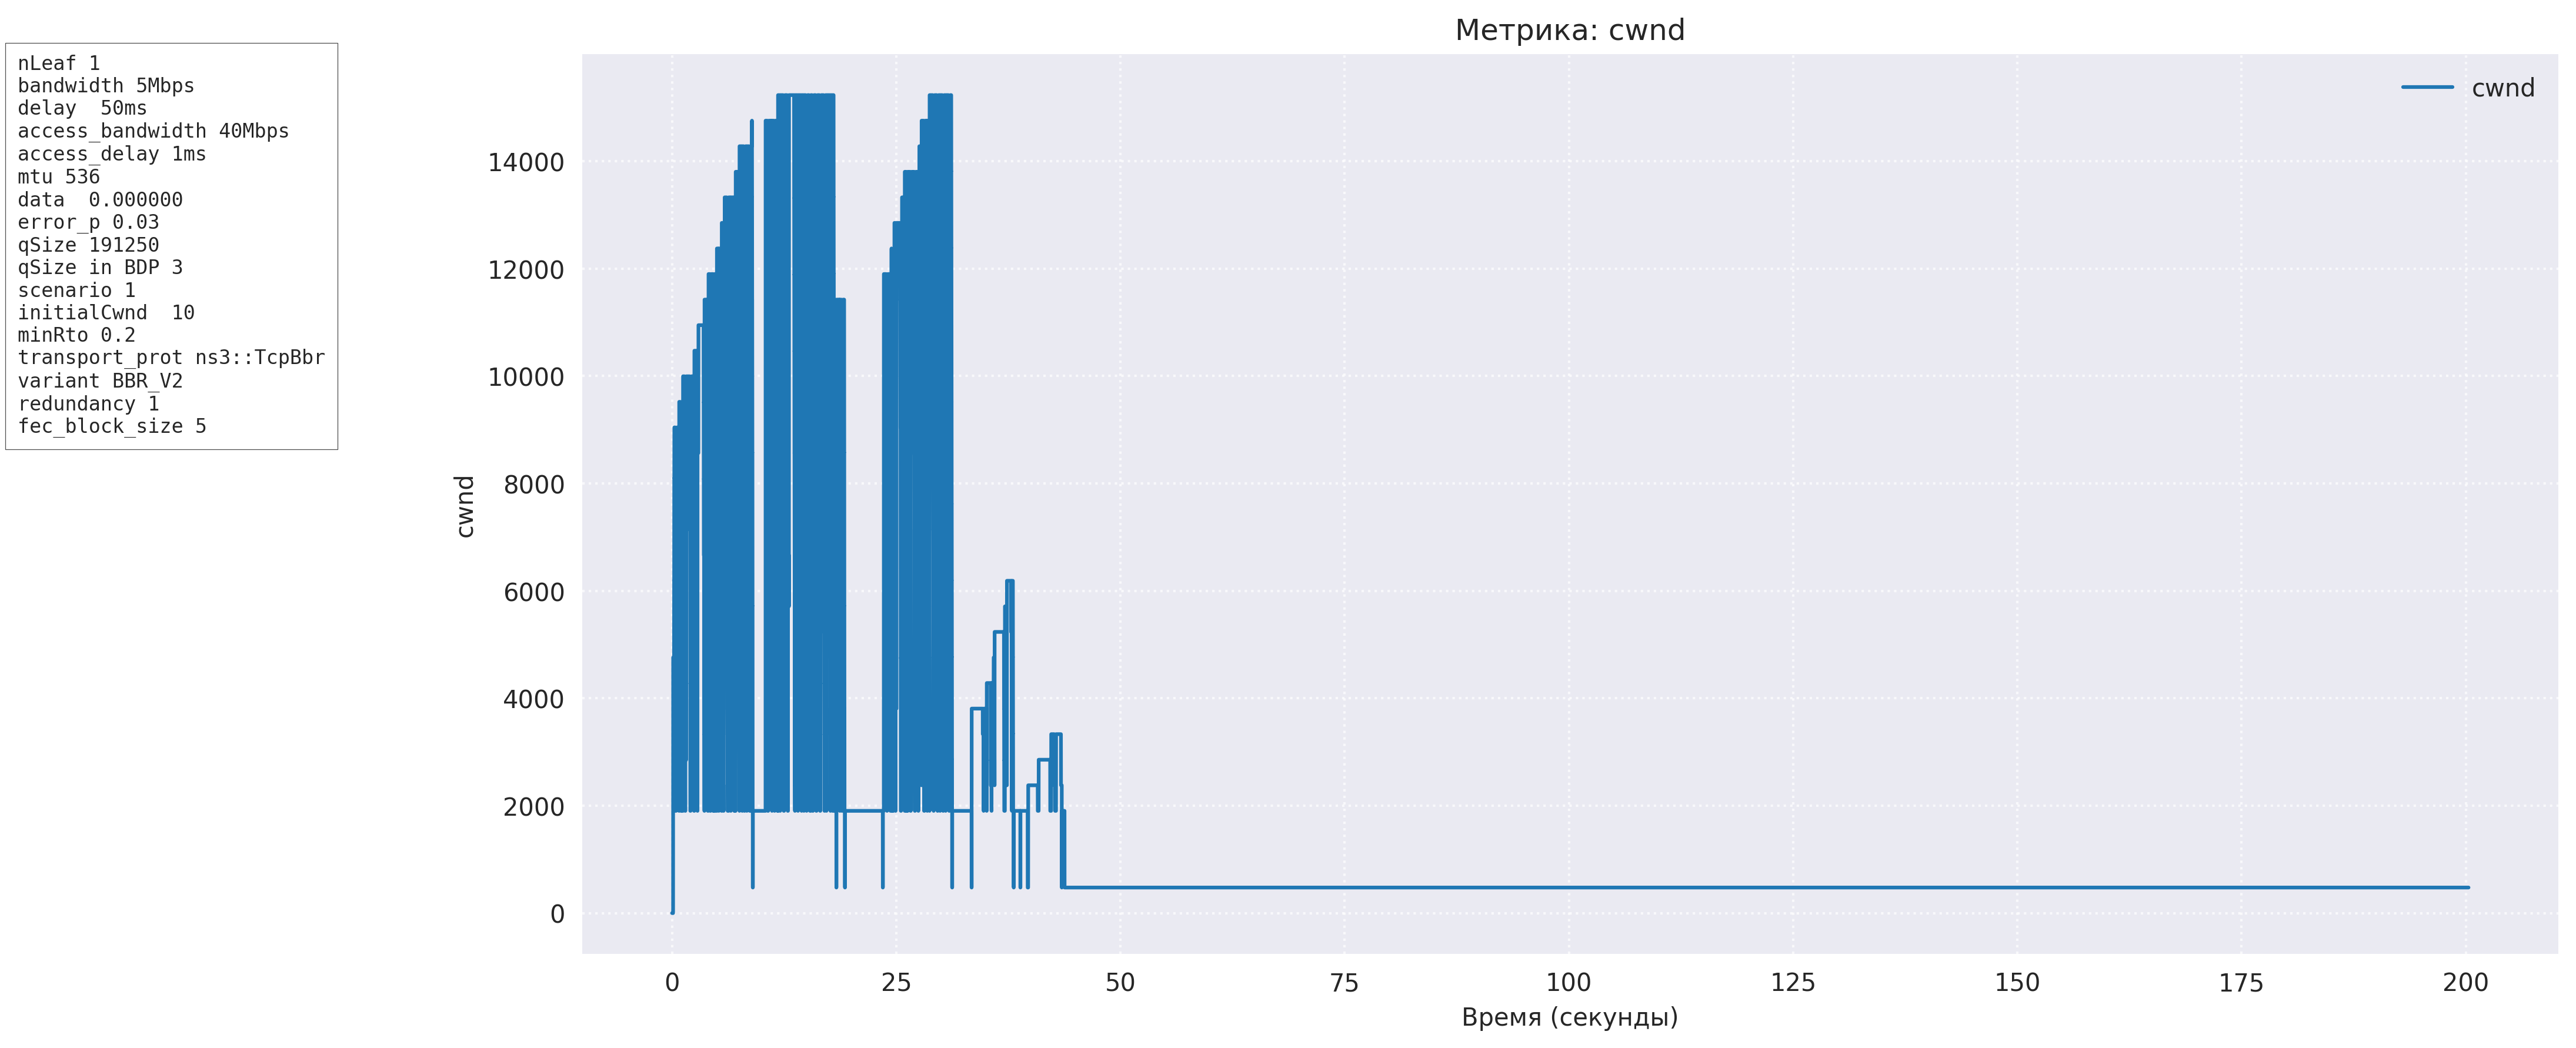 Метрика: cwnd
nLeaf 1
bandwidth 5Mbps
delay  50ms
access_bandwidth 40Mbps
access_delay 1ms
mtu 536
data  0.000000
error_p 0.03
qSize 191250
qSize in BDP 3
scenario 1
initialCwnd  10
minRto 0.2
transport_prot ns3::TcpBbr
variant BBR_V2
redundancy 1
fec_block_size 5
cwnd
cwnd
14000
12000
10000
8000
6000
4000
2000
0
0 25 50 75 100 125 150 175 200
Время (секунды)